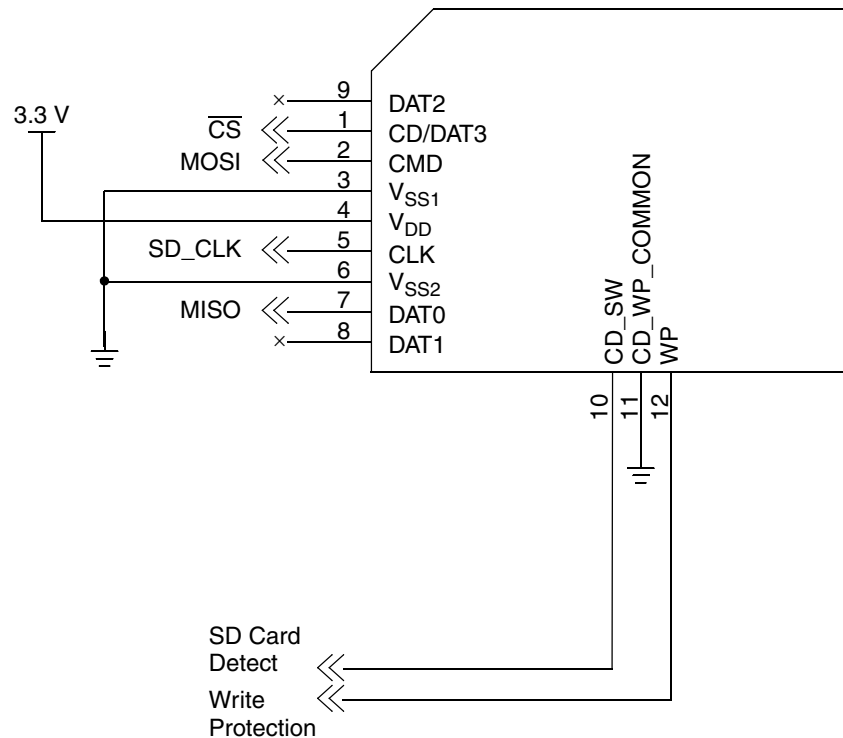 3.3 V
9 DAT2
CS 1 CD/DAT3
MOSI 2 CMD
3 VSS1
4 VDD
SD_CLK 5 CLK
6 VSS2
MISO 7 DAT0
8 DAT1
CD_SW
CD_WP_COMMON
WP
10
11
12
SD Card
Detect
Write
Protection